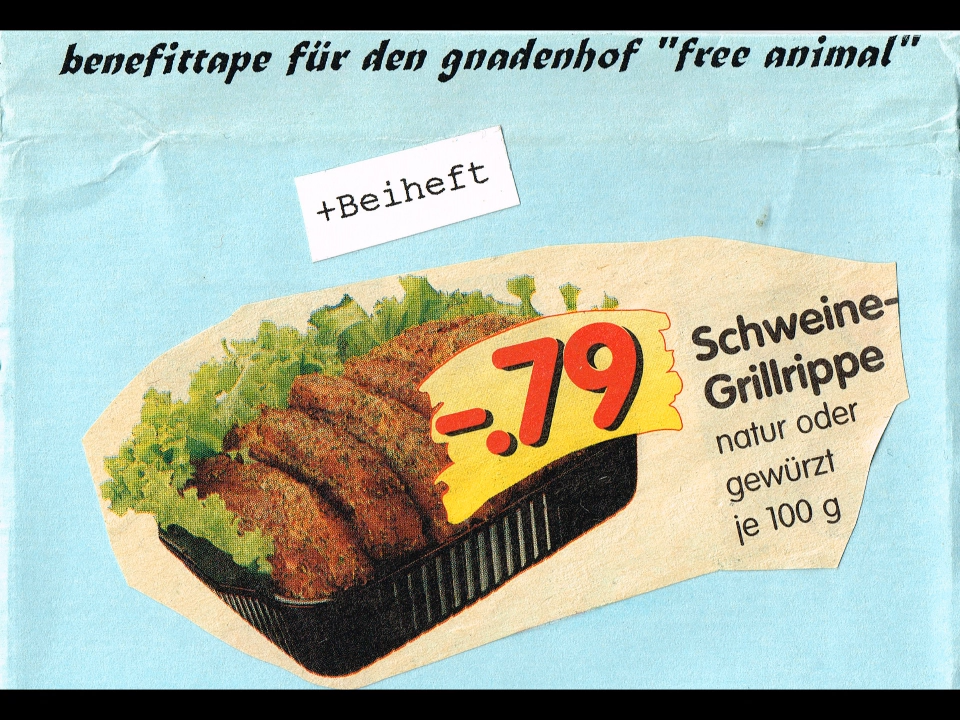 benefittape für den gnadenhof "free animal"
+Beiheft
-.79
Schweine-
Grillrippe
natur oder
gewürzt
je 100 g